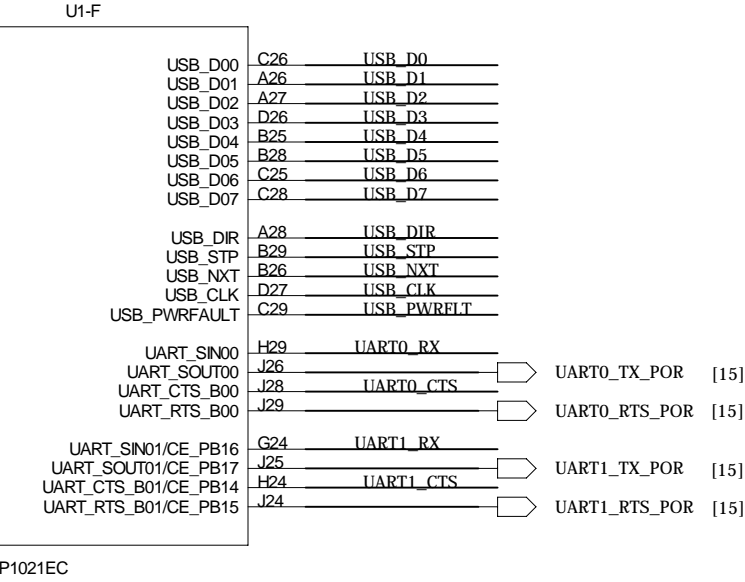 U1-F
USB_D00 C26 USB_D0
USB_D01 A26 USB_D1
USB_D02 A27 USB_D2
USB_D03 D26 USB_D3
USB_D04 B25 USB_D4
USB_D05 B28 USB_D5
USB_D06 C25 USB_D6
USB_D07 C28 USB_D7
USB_DIR A28 USB_DIR
USB_STP B29 USB_STP
USB_NXT B26 USB_NXT
USB_CLK D27 USB_CLK
USB_PWRFAULT C29 USB_PWRFLT
UART_SIN00 H29 UART0_RX
UART_SOUT00 J26 UART0_TX_POR [15]
UART_CTS_B00 J28 UART0_CTS
UART_RTS_B00 J29 UART0_RTS_POR [15]
UART_SIN01/CE_PB16 G24 UART1_RX
UART_SOUT01/CE_PB17 J25 UART1_TX_POR [15]
UART_CTS_B01/CE_PB14 H24 UART1_CTS
UART_RTS_B01/CE_PB15 J24 UART1_RTS_POR [15]
P1021EC